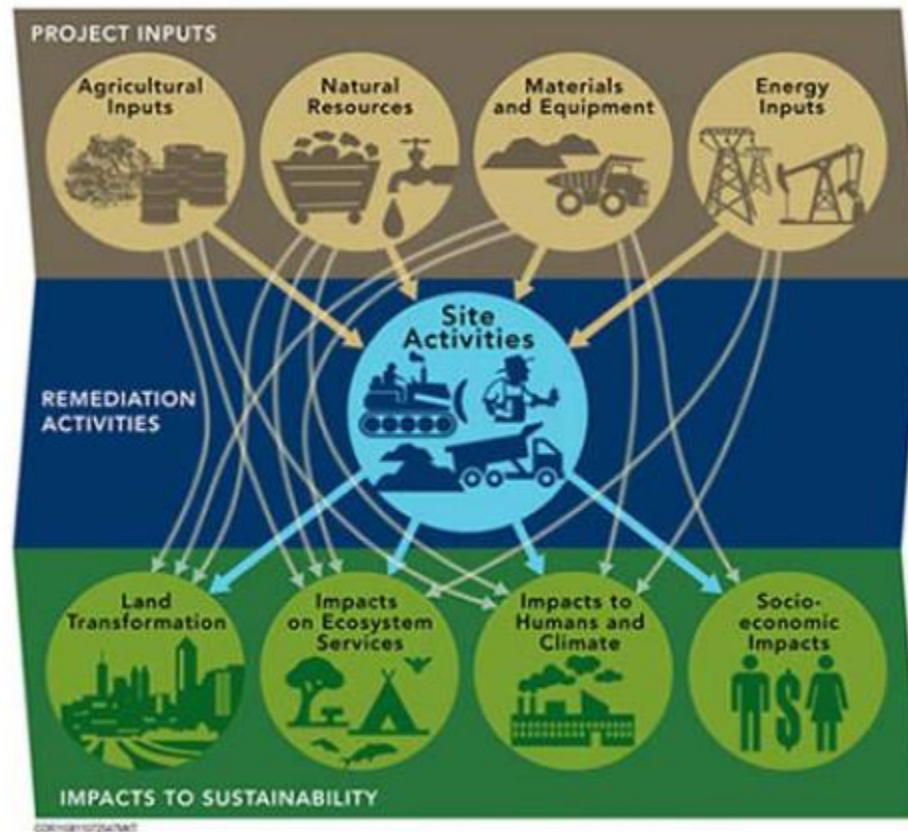 PROJECT INPUTS
Agricultural
Inputs
Natural
Resources
Materials
and Equipment
Energy
Inputs
Site
Activities
REMEDIATION
ACTIVITIES
Land
Transformation
Impacts
on Ecosystem
Services
Impacts to
Humans and
Climate
Socio-
economic
Impacts
$
IMPACTS TO SUSTAINABILITY